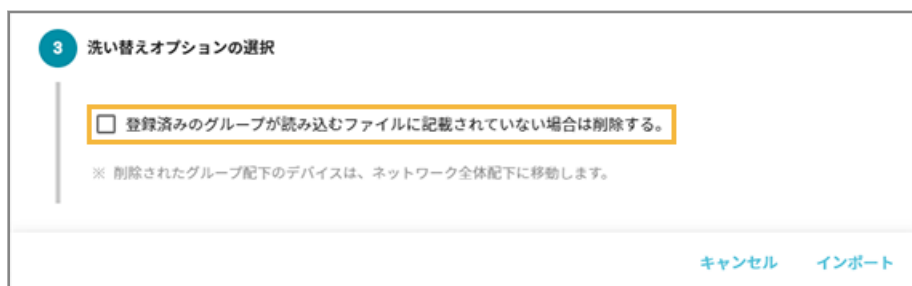 3 洗い替えオプションの選択
登録済みのグループが読み込むファイルに記載されていない場合は削除する。
※ 削除されたグループ配下のデバイスは、ネットワーク全体配下に移動します。
キャンセル インポート